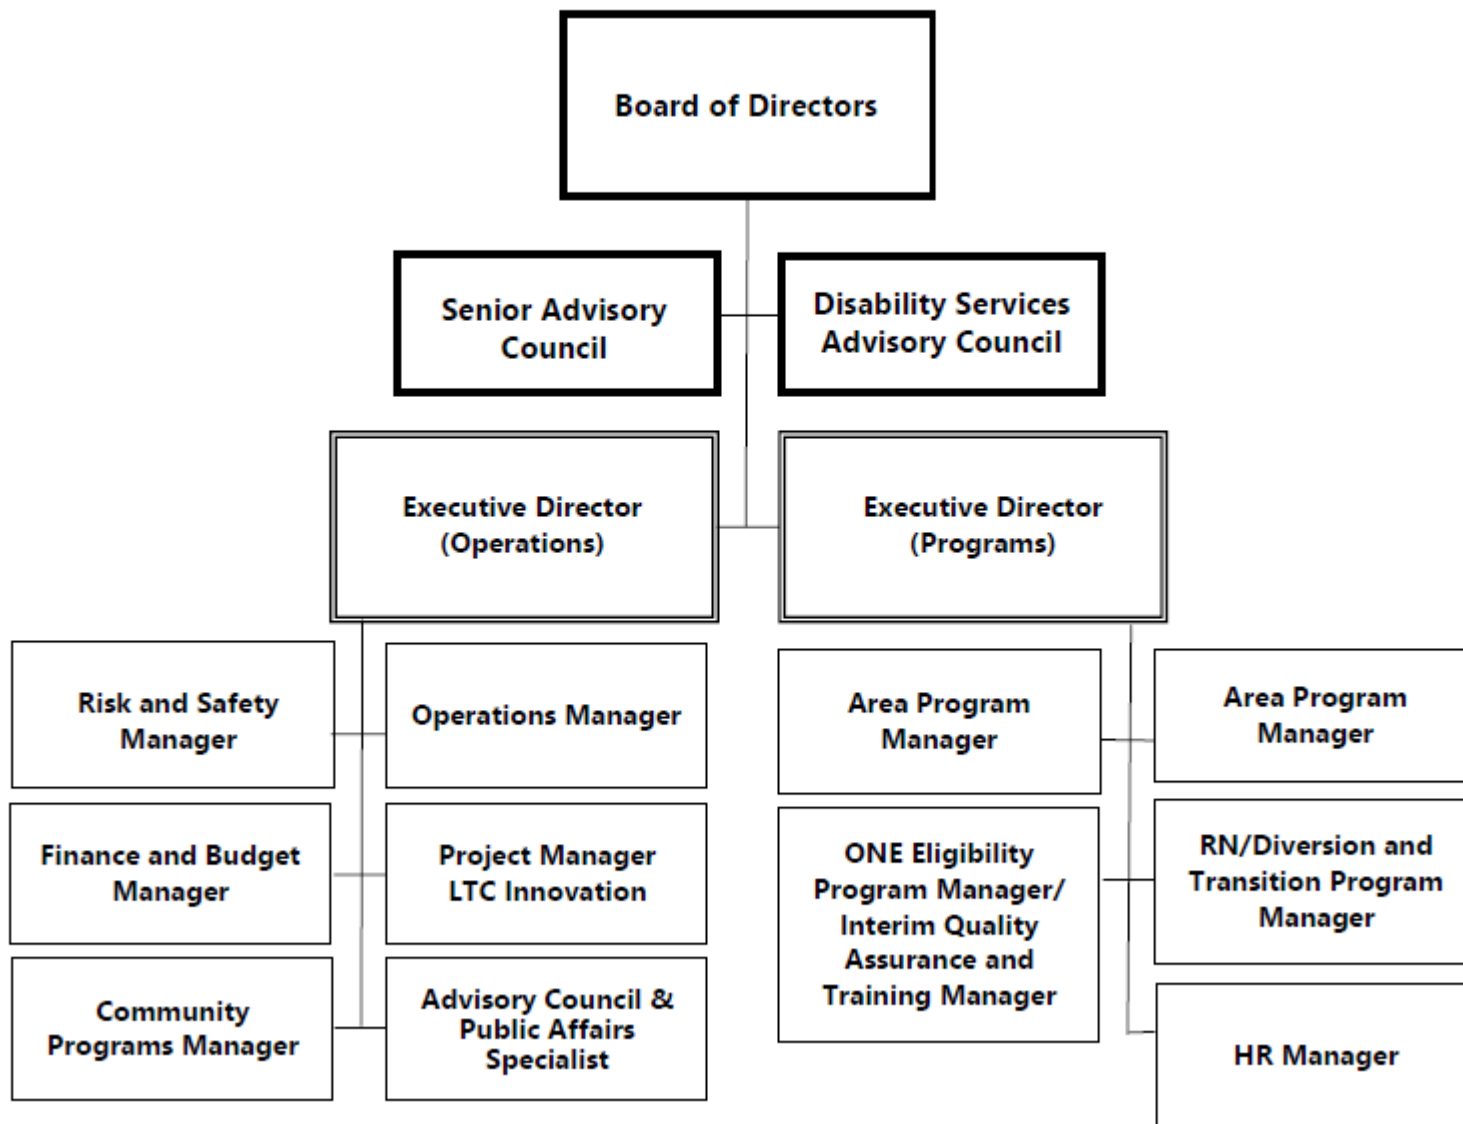 Board of Directors
Senior Advisory
Council
Disability Services
Advisory Council
Executive Director
(Operations)
Executive Director
(Programs)
Risk and Safety
Manager
Operations Manager
Area Program
Manager
Area Program
Manager
Finance and Budget
Manager
Project Manager
LTC Innovation
ONE Eligibility
Program Manager/
Interim Quality
Assurance and
Training Manager
RN/Diversion and
Transition Program
Manager
Community
Programs Manager
Advisory Council &
Public Affairs
Specialist
HR Manager